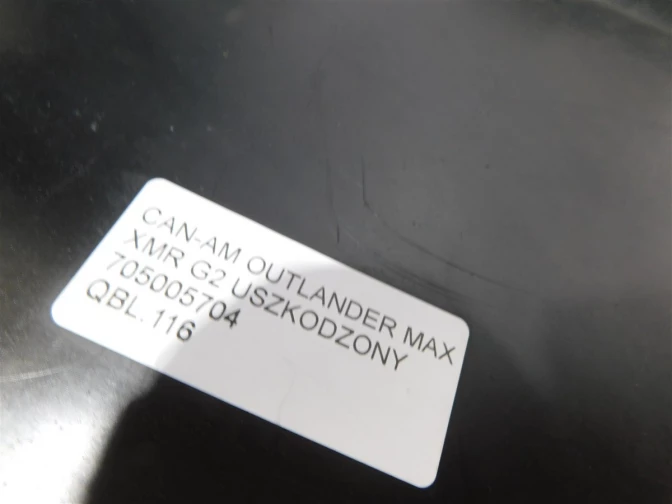 CAN-AM OUTLANDER MAX
XMR G2 USZKODZONY
705005704
QBL. 116